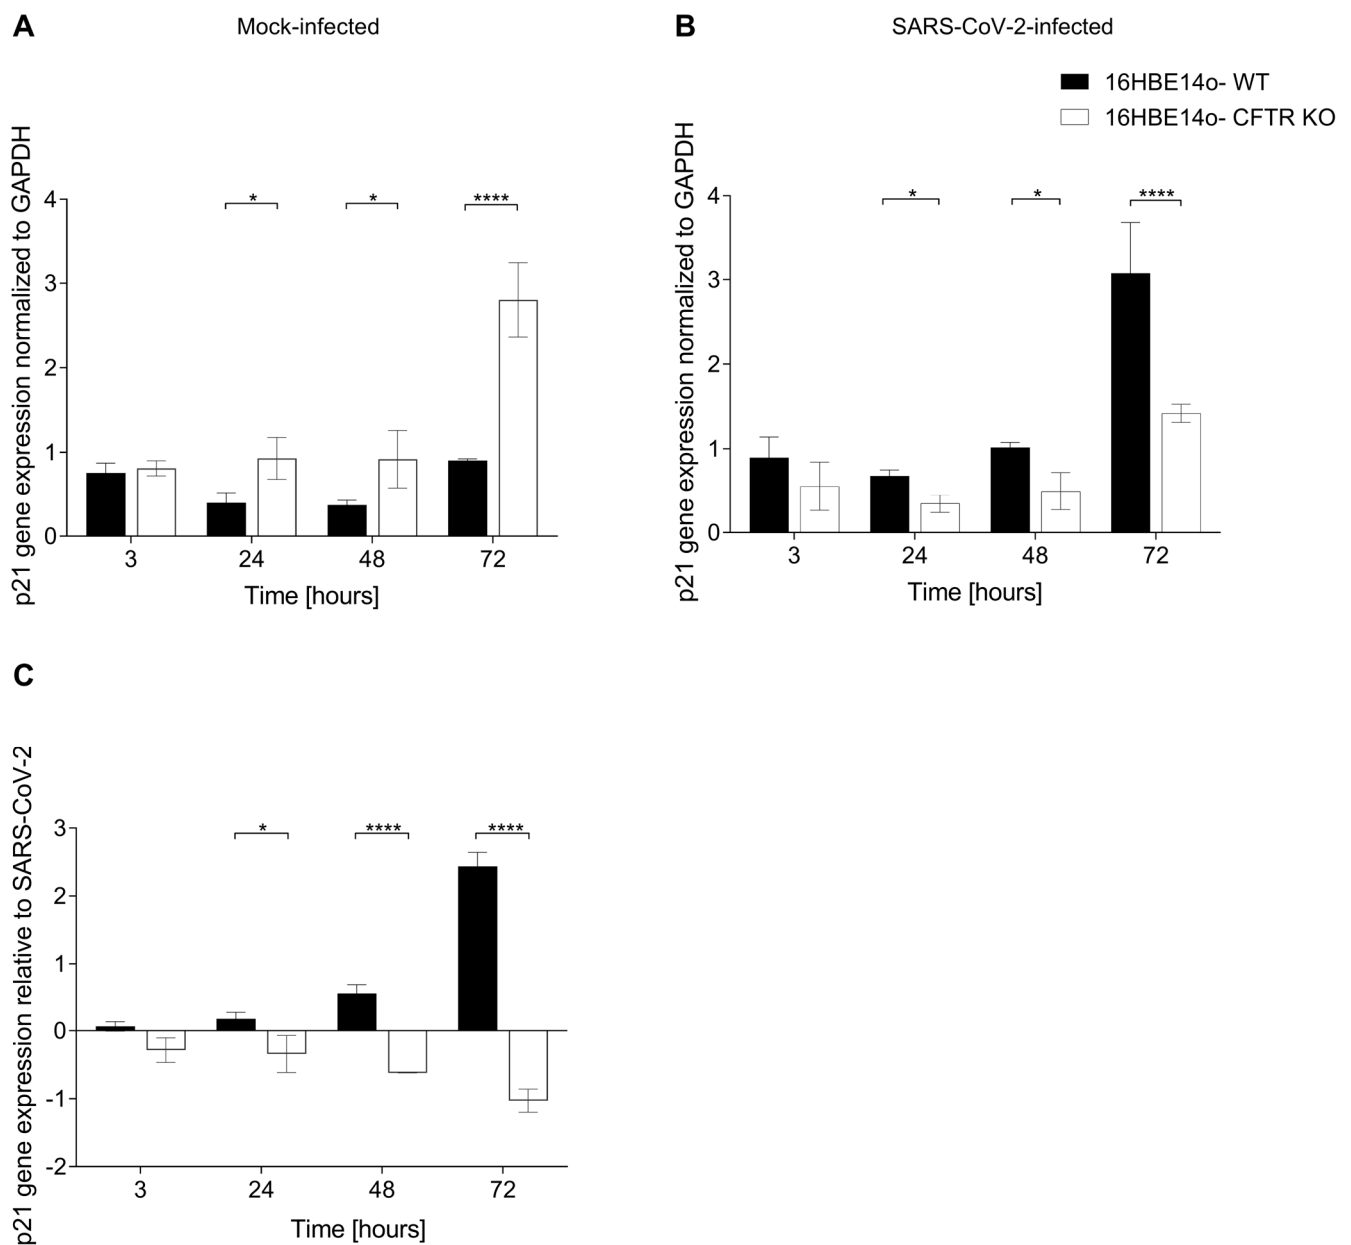 A
Mock-infected
p21 gene expression normalized to GAPDH
4
3
2
1
0
*
*
****
3
24
48
72
Time [hours]
B
SARS-CoV-2-infected
16HBE14o- WT
16HBE14o- CFTR KO
p21 gene expression normalized to GAPDH
4
3
2
1
0
*
*
****
3
24
48
72
Time [hours]
C
p21 gene expression relative to SARS-CoV-2
3
2
1
0
-1
-2
*
****
****
3
24
48
72
Time [hours]